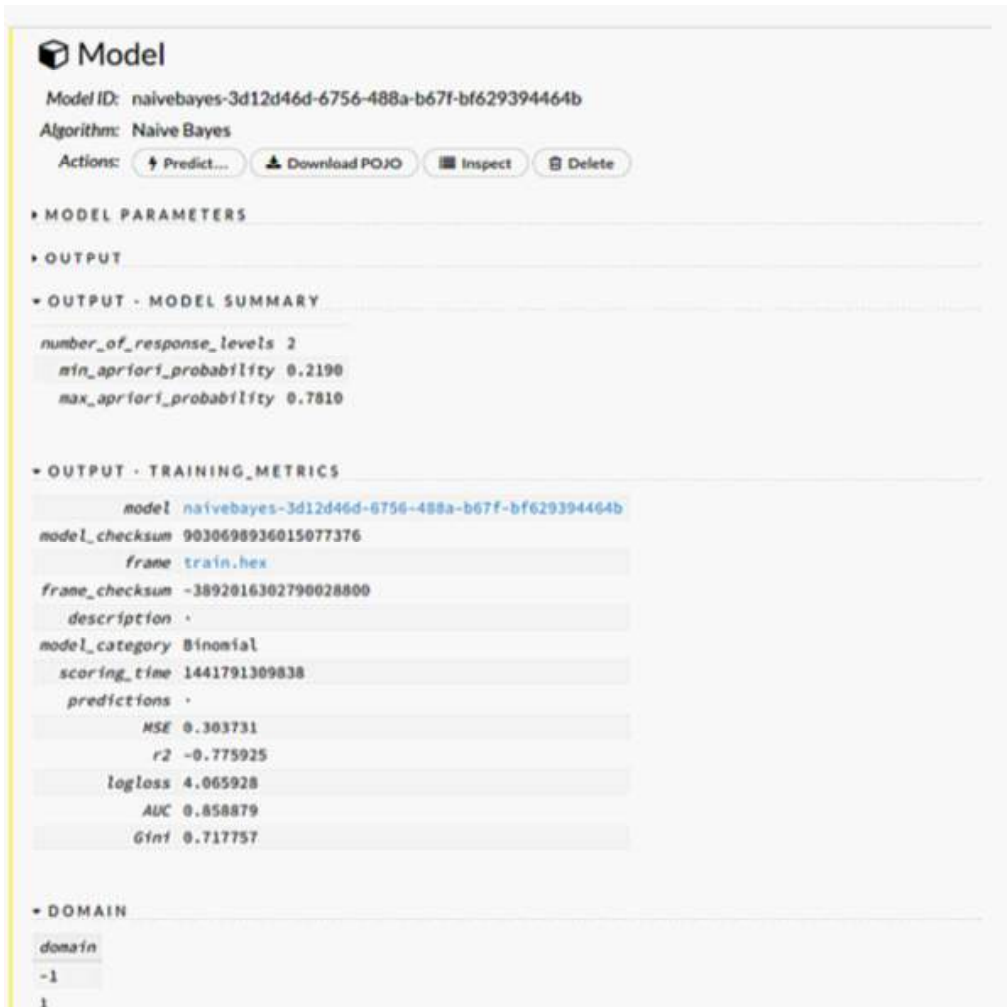 Model
Model ID: naivebayes-3d12d46d-6756-488a-b67f-bf629394464b
Algorithm: Naive Bayes
Actions: Predict... Download POJO Inspect Delete
MODEL PARAMETERS
OUTPUT
OUTPUT - MODEL SUMMARY
number_of_response_levels 2
min_apriori_probability 0.2190
max_apriori_probability 0.7810
OUTPUT - TRAINING_METRICS
model naivebayes-3d12d46d-6756-488a-b67f-bf629394464b
model_checksum 9030698936015077376
frame train.hex
frame_checksum -3892016302790028800
description ·
model_category Binomial
scoring_time 1441791309838
predictions ·
MSE 0.303731
r2 -0.775925
logloss 4.065928
AUC 0.858879
Gini 0.717757
DOMAIN
domain
-1
1